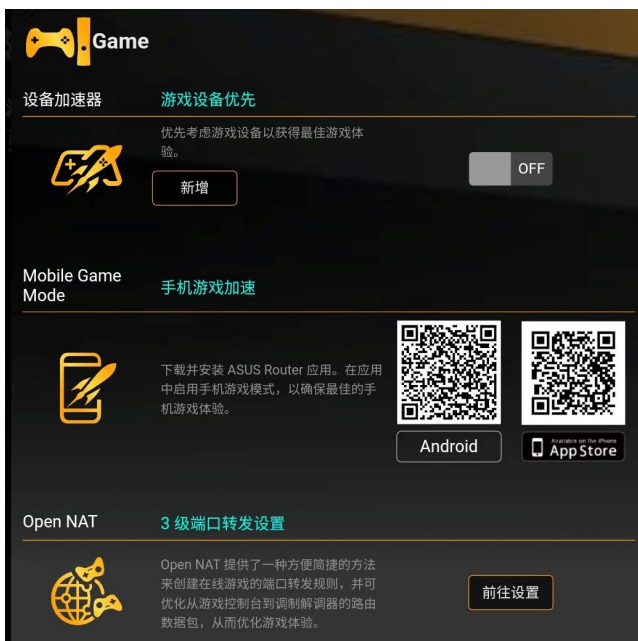 Game
设备加速器
游戏设备优先
优先考虑游戏设备以获得最佳游戏体
验。
新增
OFF
Mobile Game
Mode
手机游戏加速
下载并安装 ASUS Router 应用。在应用
中启用手机游戏模式，以确保最佳的手
机游戏体验。
Android
Available on the iPhone
App Store
Open NAT
3 级端口转发设置
Open NAT 提供了一种方便简捷的方法
来创建在线游戏的端口转发规则，并可
优化从游戏控制台到调制解调器的路由
数据包，从而优化游戏体验。
前往设置